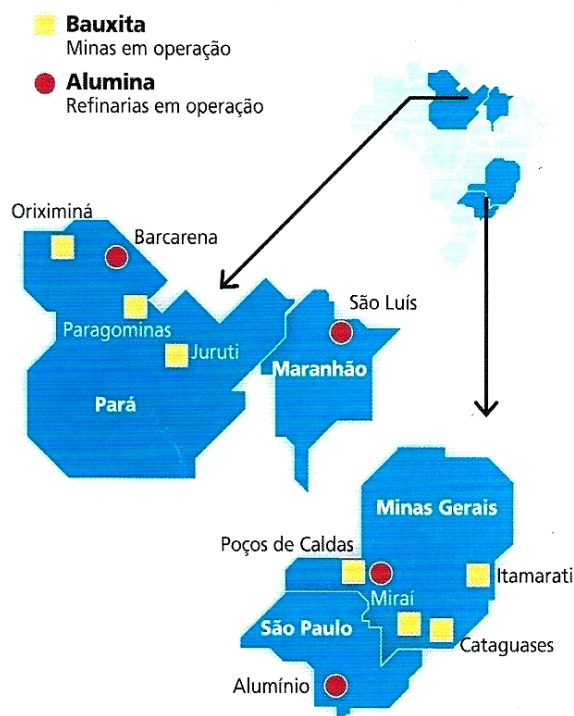 Bauxita
Minas em operação
Alumina
Refinarias em operação
Oriximiná
Barcarena
Paragominas
Juruti
São Luís
Maranhão
Pará
Minas Gerais
Poços de Caldas
Itamarati
Miraí
São Paulo
Cataguases
Alumínio